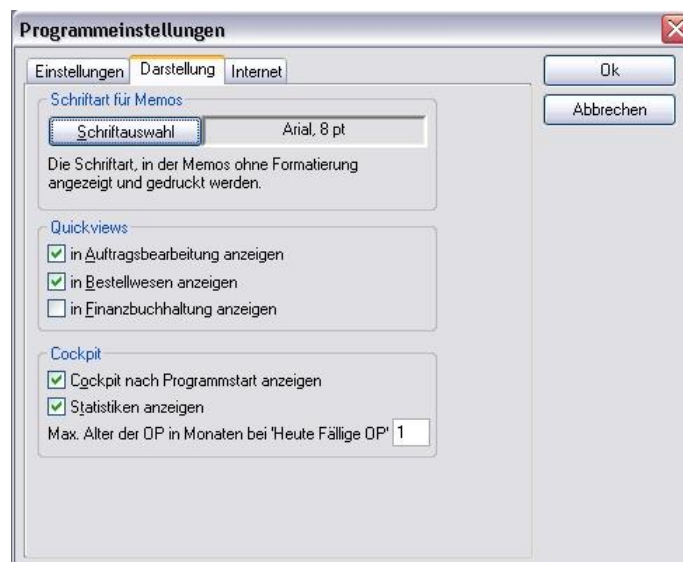 Programmeinstellungen
Einstellungen Darstellung Internet
Ok
Abbrechen
Schriftart für Memos
Schriftauswahl Arial, 8 pt
Die Schriftart, in der Memos ohne Formatierung
angezeigt und gedruckt werden.
Quickviews
in Auftragsbearbeitung anzeigen
in Bestellwesen anzeigen
in Finanzbuchhaltung anzeigen
Cockpit
Cockpit nach Programmstart anzeigen
Statistiken anzeigen
Max. Alter der OP in Monaten bei 'Heute Fällige OP' 1